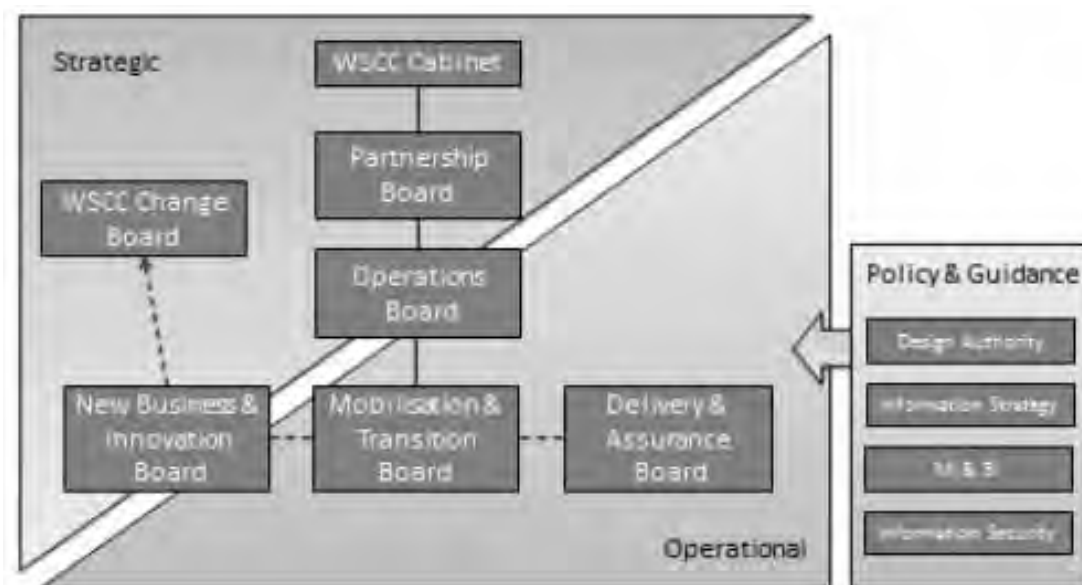 Strategic
WSCC Cabinet
Partnership
Board
WSCC Change
Board
Operations
Board
New Business &
Innovation
Board
Mobilisation &
Transition
Board
Delivery &
Assurance
Board
Operational
Policy & Guidance
Design Authority
Information Strategy
Information Security